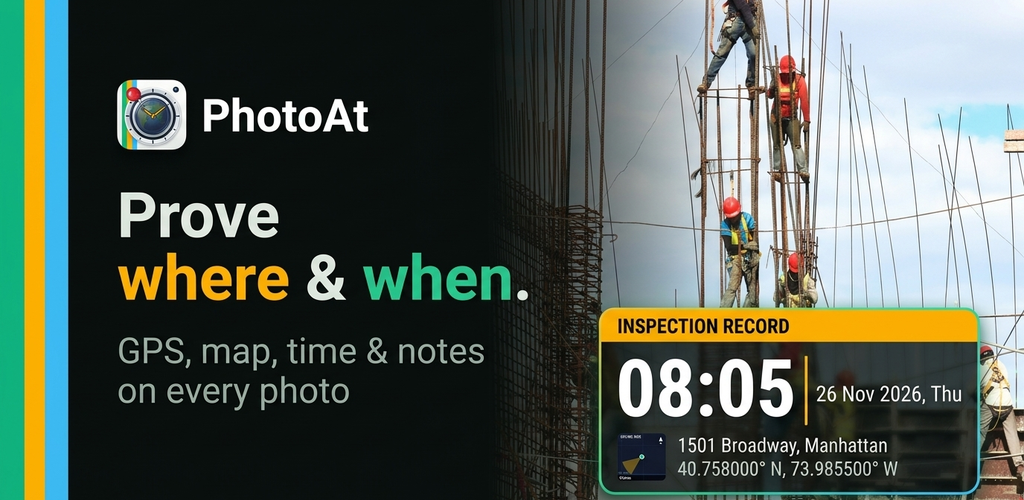 PhotoAt
Prove
where & when.
GPS, map, time & notes
on every photo
INSPECTION RECORD
08:05
26 Nov 2026, Thu
1501 Broadway, Manhattan
40.758000° N, 73.985500° W